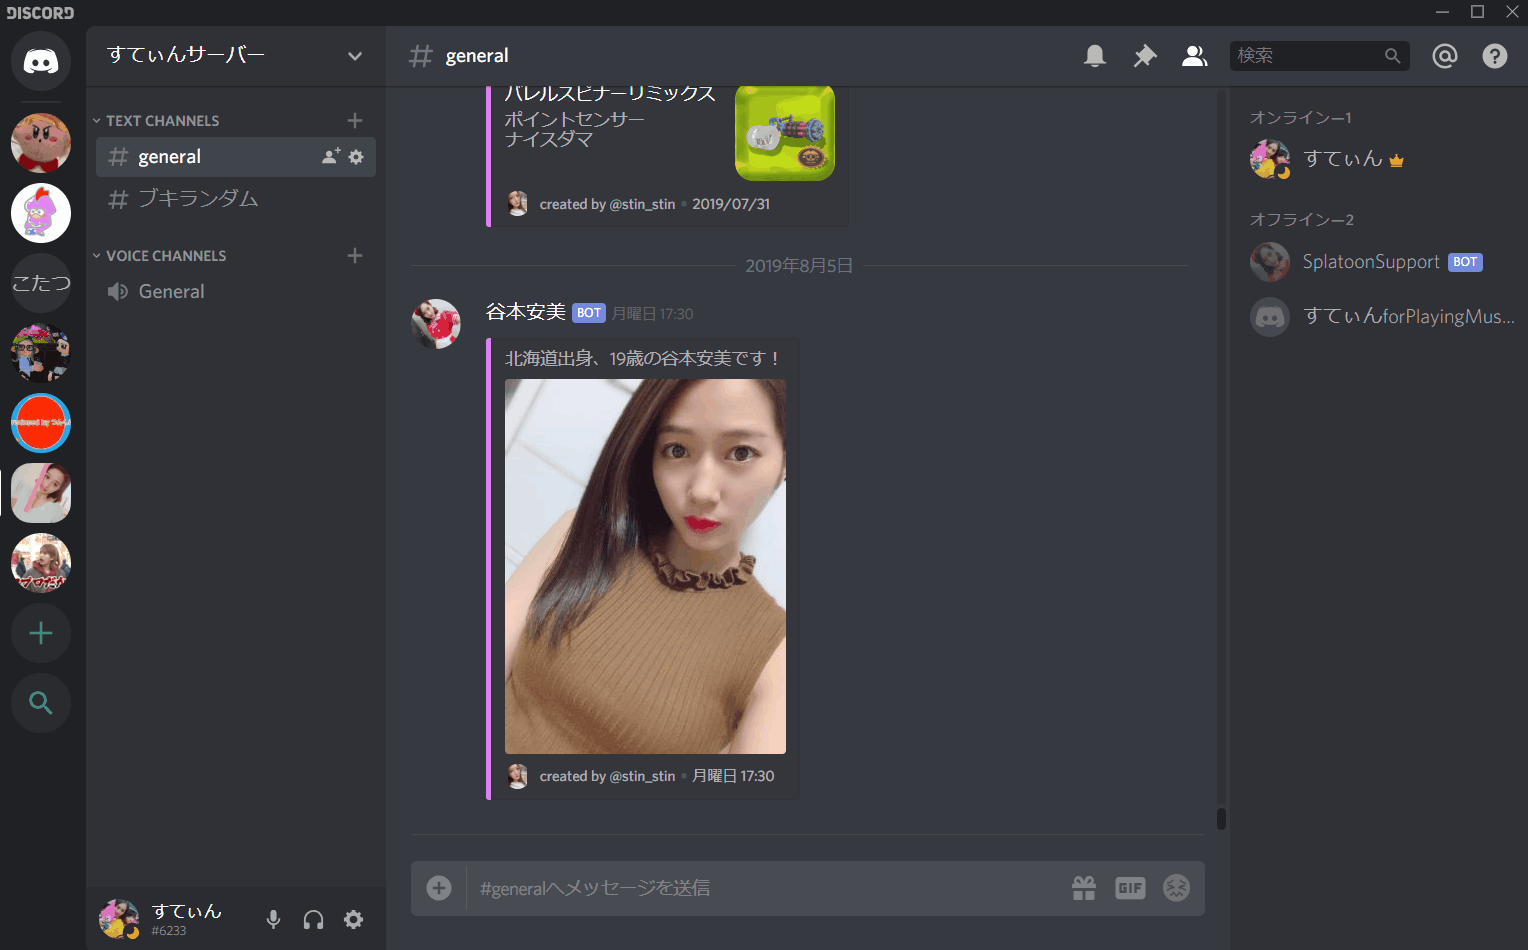 DISCORD
すてぃんサーバー
general
検索
TEXT CHANNELS
general
ブキランダム
VOICE CHANNELS
General
こたつ
バレルスピナーリミックス
ポイントセンサー
ナイスダマ
created by @stin_stin • 2019/07/31
2019年8月5日
谷本安美 BOT 月曜日 17:30
北海道出身、19歳の谷本安美です！
created by @stin_stin • 月曜日 17:30
#generalへメッセージを送信
GIF
オンライン—1
すてぃん
オフライン—2
SplatoonSupport BOT
すてぃんforPlayingMus...
すてぃん
#6233